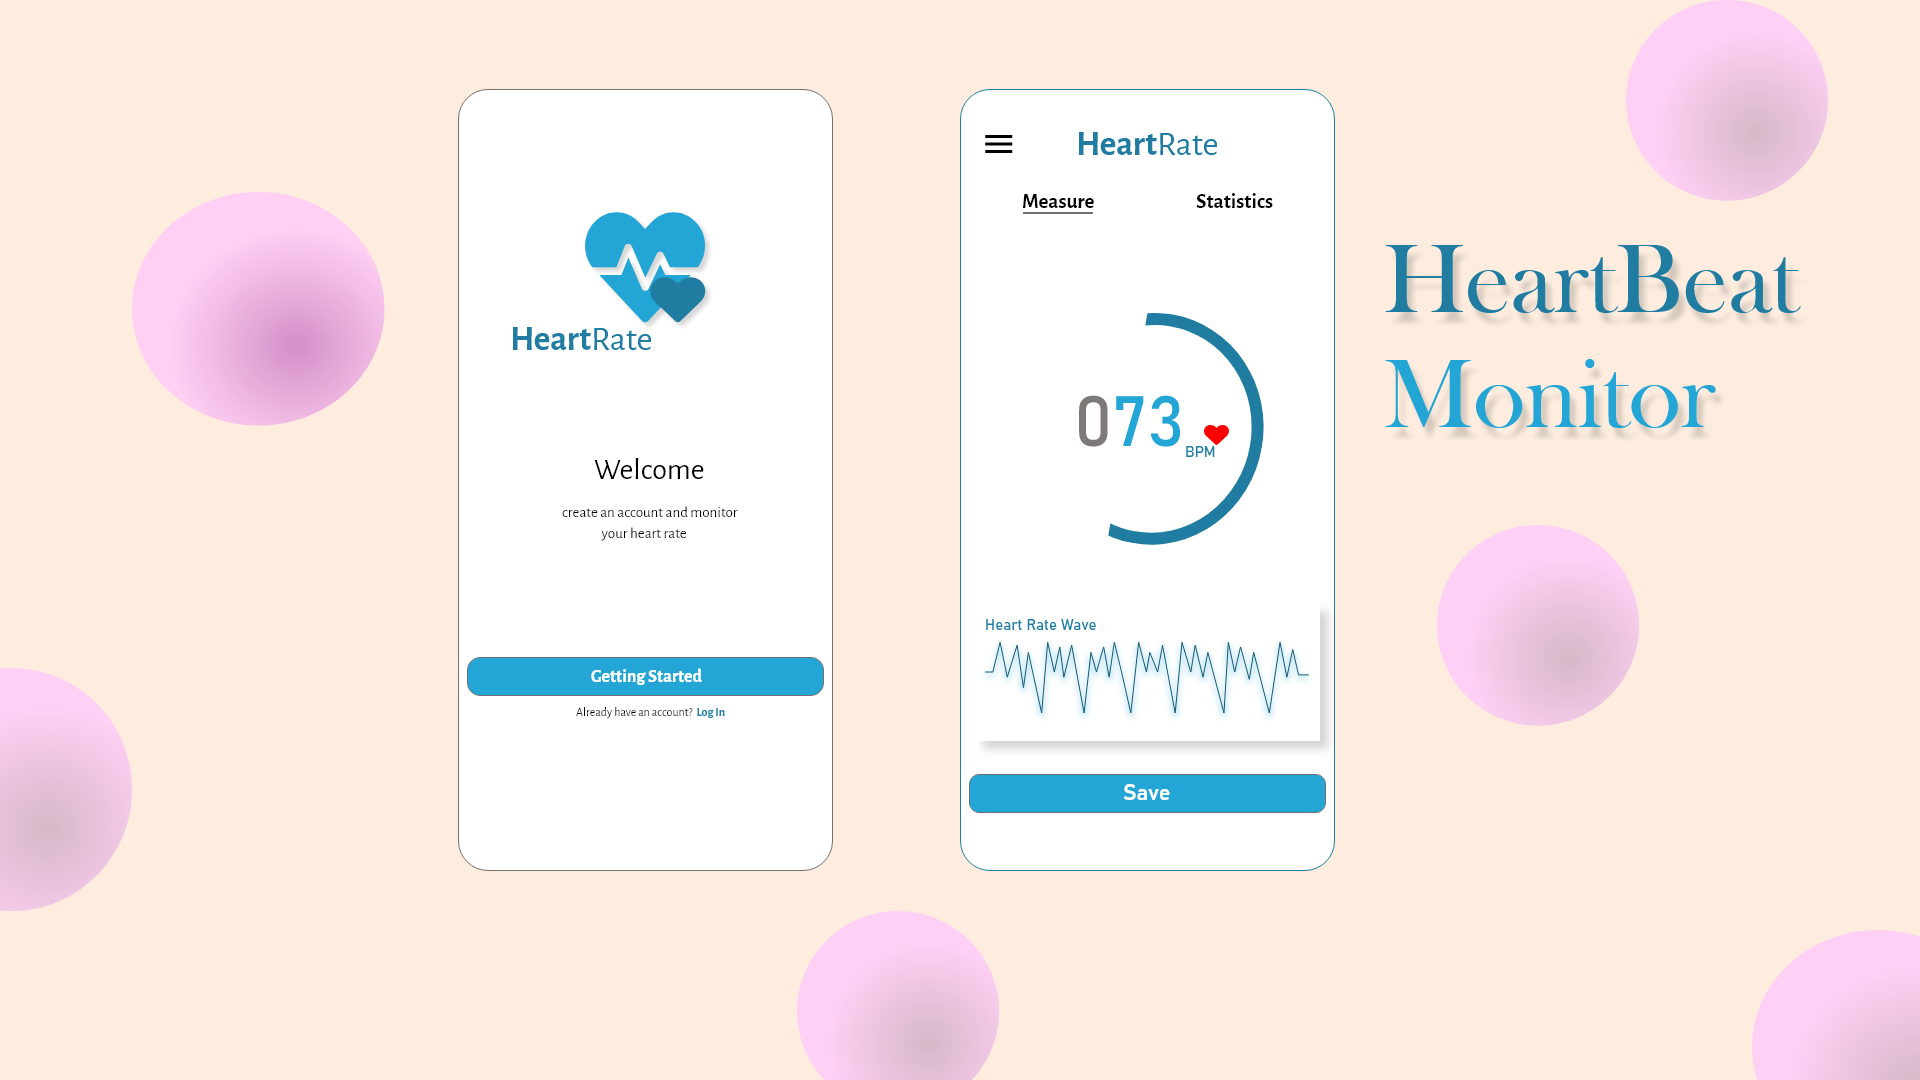 HeartRate
Welcome
create an account and monitor
your heart rate
Getting Started
Already have an account? Log In
HeartRate
Measure
Statistics
073
BPM
Heart Rate Wave
Save
HeartBeat
Monitor